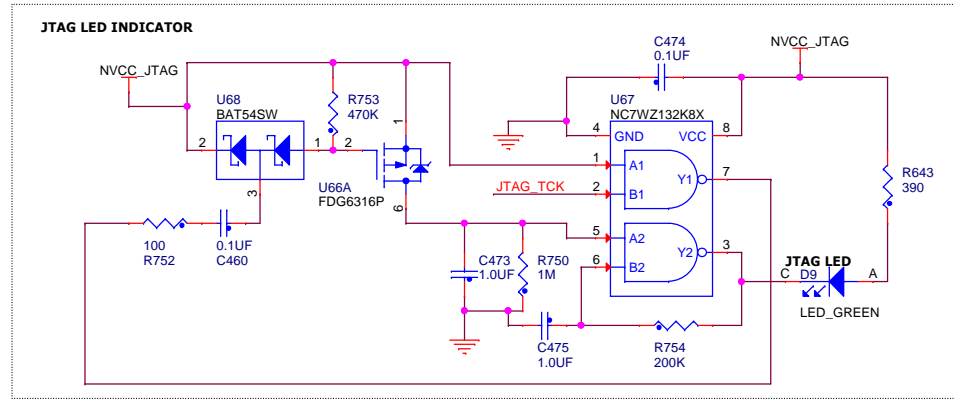 JTAG LED INDICATOR
NVCC_JTAG
U68
BAT54SW
2
1
3
R753
470K
2
1
6
U66A
FDG6316P
100
R752
0.1UF
C460
C473
1.0UF
R750
1M
C474
0.1UF
NVCC_JTAG
U67
NC7WZ132K8X
4
GND
VCC
8
1
A1
JTAG_TCK
2
B1
Y1
7
5
A2
6
B2
Y2
3
C475
1.0UF
R754
200K
R643
390
JTAG LED
C
D9
A
LED_GREEN